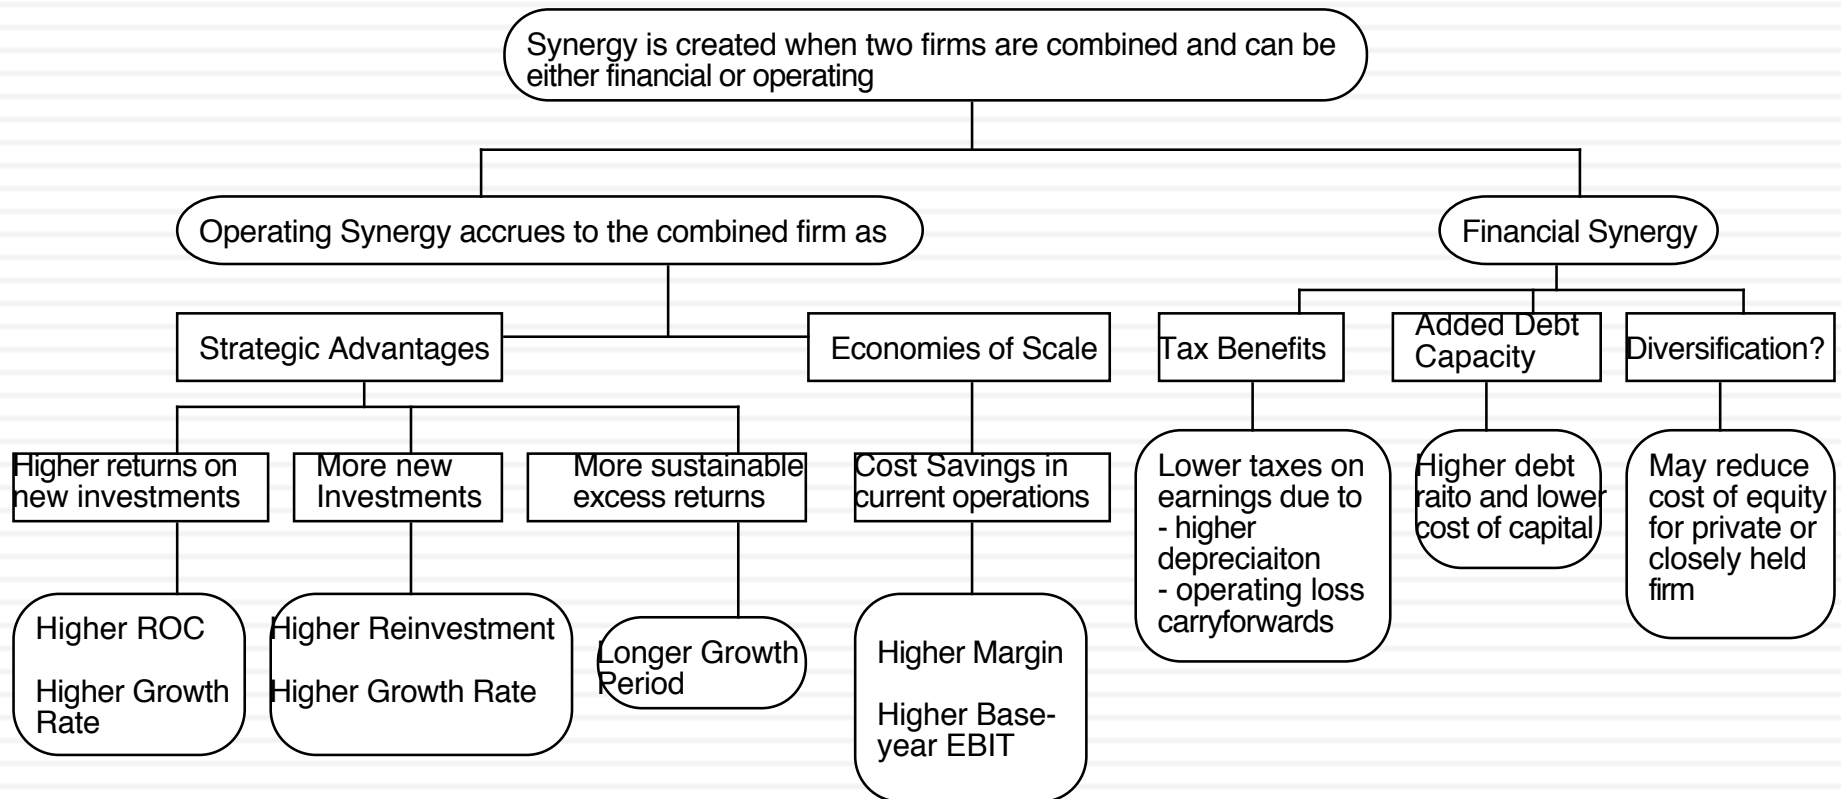 Synergy is created when two firms are combined and can be
either financial or operating
Operating Synergy accrues to the combined firm as
Financial Synergy
Strategic Advantages
Economies of Scale
Tax Benefits
Added Debt
Capacity
Diversification?
Higher returns on
new investments
More new
Investments
More sustainable
excess returns
Cost Savings in
current operations
Lower taxes on
earnings due to
- higher
depreciaiton
- operating loss
carryforwards
Higher debt
raito and lower
cost of capital
May reduce
cost of equity
for private or
closely held
firm
Higher ROC
Higher Growth
Rate
Higher Reinvestment
Higher Growth Rate
Longer Growth
Period
Higher Margin
Higher Base-
year EBIT